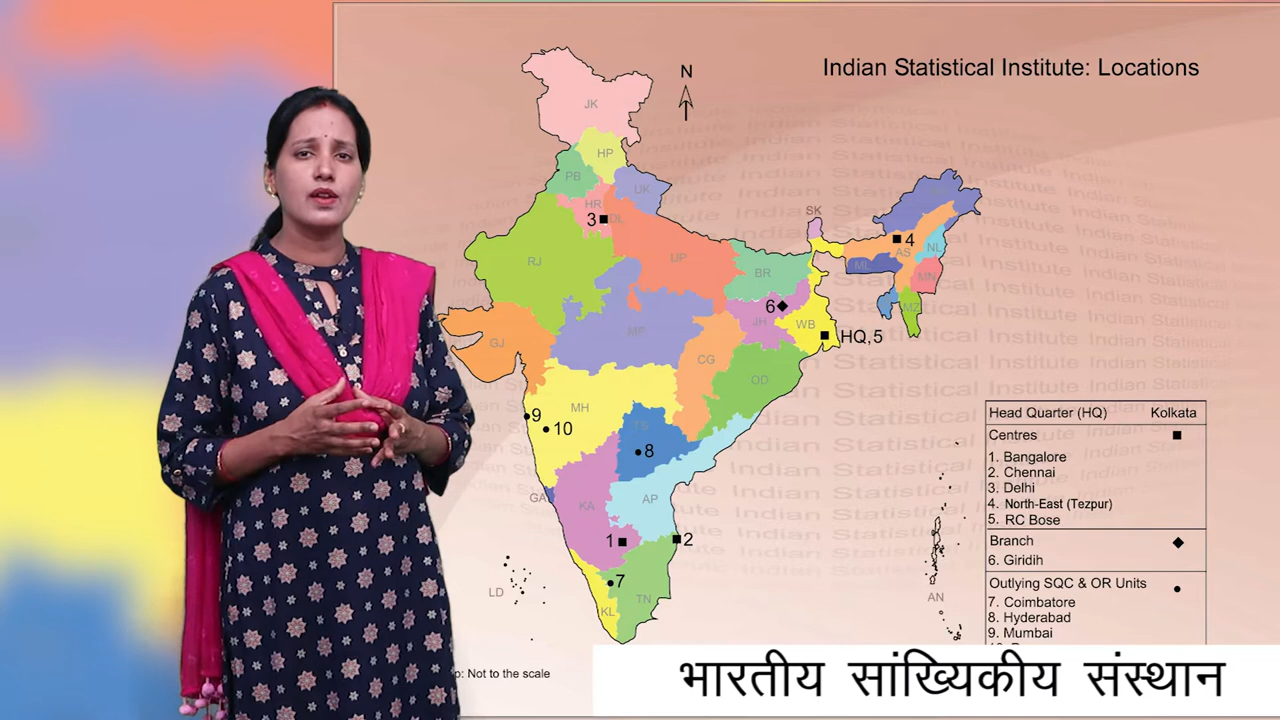 Indian Statistical Institute: Locations
N
JK
HP
PB
UK
HR
DL
3
RJ
UP
SK
4
AS
NL
ML
MN
MZ
BR
6
JH
WB
HQ,5
GJ
MP
CG
OD
MH
9
10
TS
8
GA
KA
AP
1
2
7
TN
KL
LD
AN
Head Quarter (HQ) Kolkata
Centres
1. Bangalore
2. Chennai
3. Delhi
4. North-East (Tezpur)
5. RC Bose
Branch
6. Giridih
Outlying SQC & OR Units
7. Coimbatore
8. Hyderabad
9. Mumbai
: Not to the scale
भारतीय सांख्यिकीय संस्थान